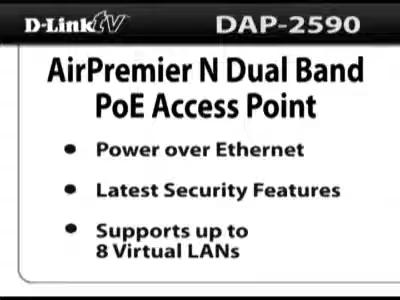 D-Link tv DAP-2590
AirPremier N Dual Band
PoE Access Point
• Power over Ethernet
• Latest Security Features
• Supports up to
8 Virtual LANs